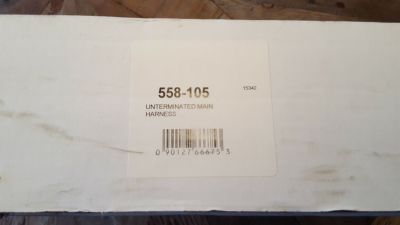 558-105
15342
UNTERMINATED MAIN
HARNESS
0 90127 66675 3